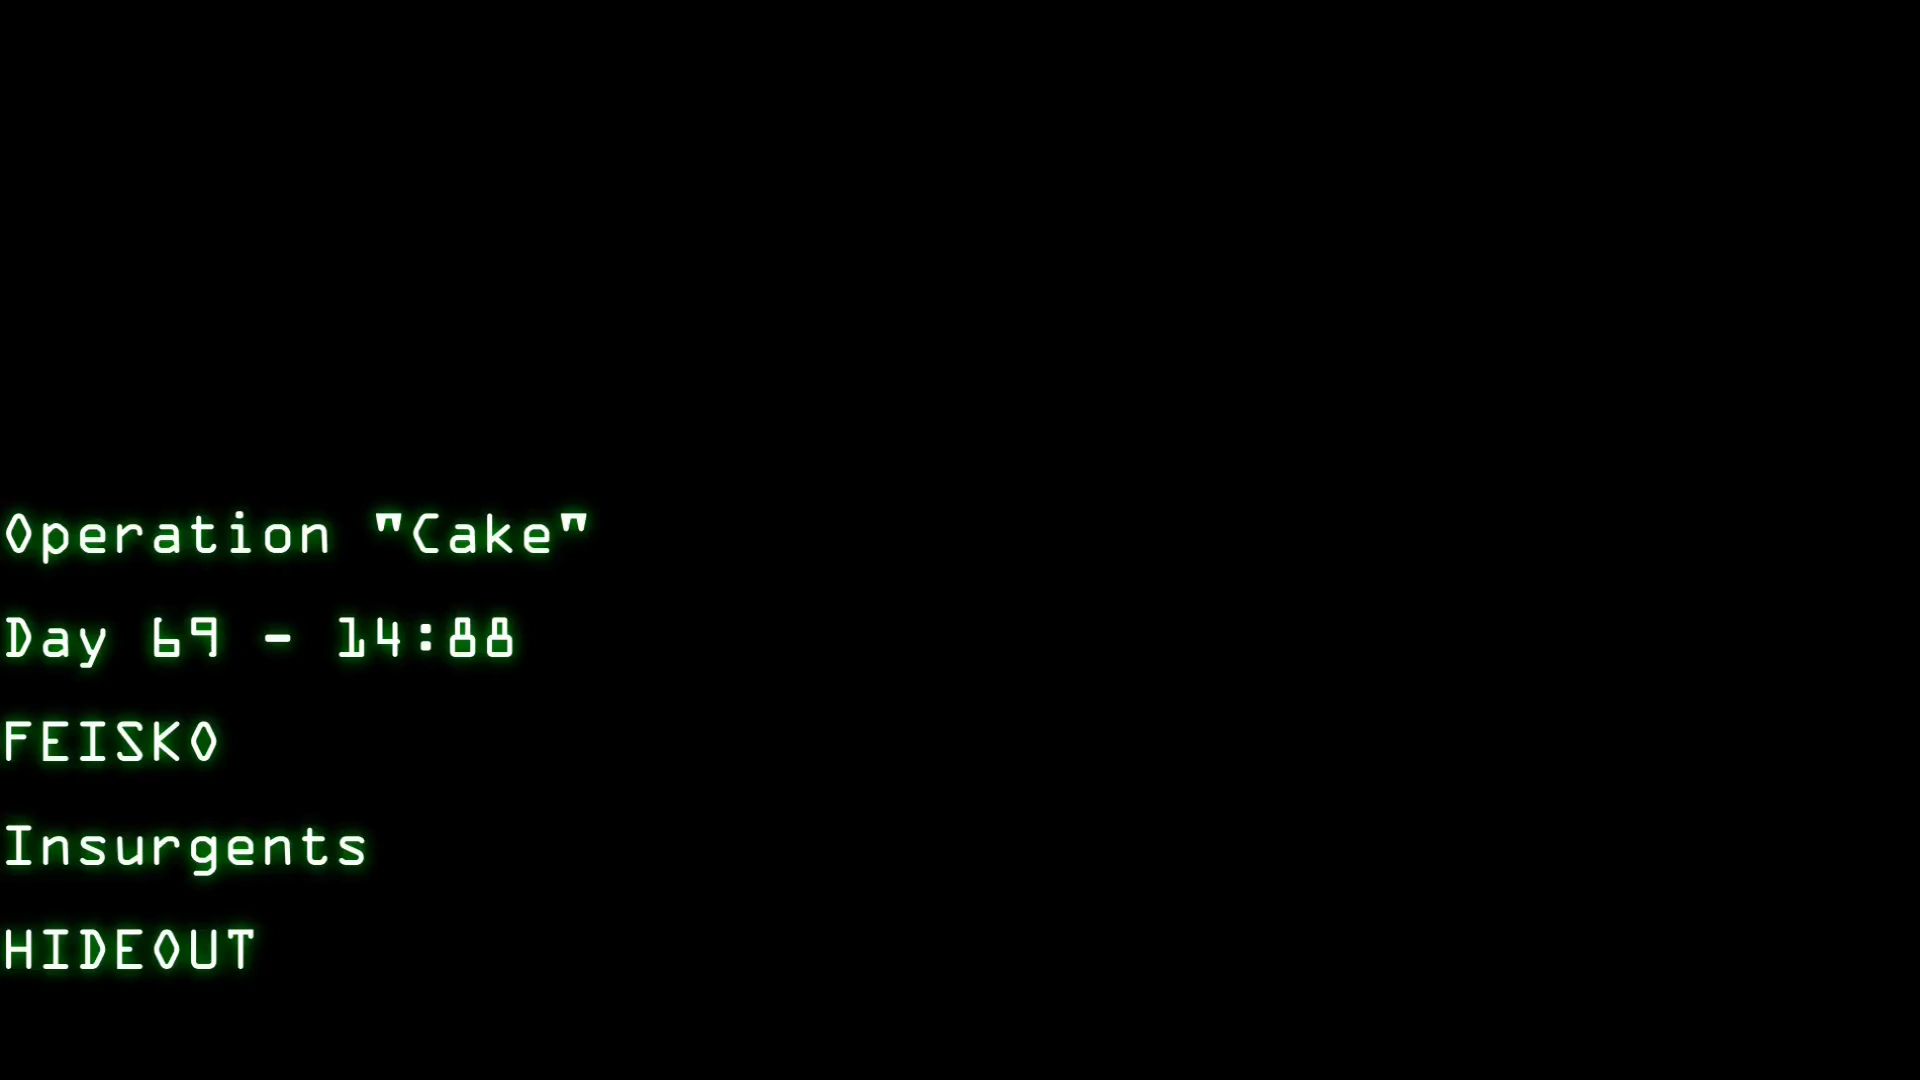 Operation "Cake"
Day 69 - 14:88
FEISKO
Insurgents
HIDEOUT